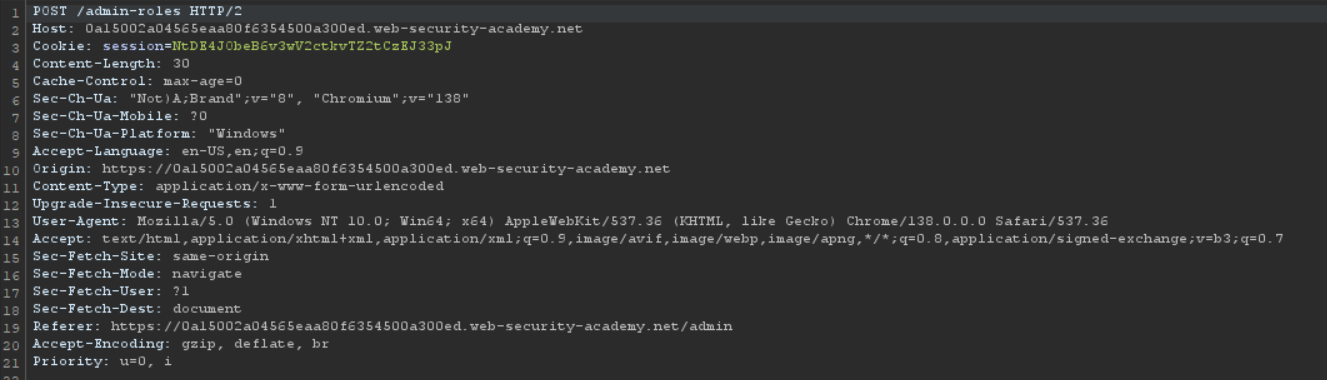 1 POST /admin-roles HTTP/2
2 Host: 0a15002a04565eaa80f6354500a300ed.web-security-academy.net
3 Cookie: session=NtDE4J0beB6v3wV2ctkvTZ2tCzEJ33pJ
4 Content-Length: 30
5 Cache-Control: max-age=0
6 Sec-Ch-Ua: "Not)A;Brand";v="8", "Chromium";v="138"
7 Sec-Ch-Ua-Mobile: ?0
8 Sec-Ch-Ua-Platform: "Windows"
9 Accept-Language: en-US,en;q=0.9
10 Origin: https://0a15002a04565eaa80f6354500a300ed.web-security-academy.net
11 Content-Type: application/x-www-form-urlencoded
12 Upgrade-Insecure-Requests: 1
13 User-Agent: Mozilla/5.0 (Windows NT 10.0; Win64; x64) AppleWebKit/537.36 (KHTML, like Gecko) Chrome/138.0.0.0 Safari/537.36
14 Accept: text/html,application/xhtml+xml,application/xml;q=0.9,image/avif,image/webp,image/apng,*/*;q=0.8,application/signed-exchange;v=b3;q=0.7
15 Sec-Fetch-Site: same-origin
16 Sec-Fetch-Mode: navigate
17 Sec-Fetch-User: ?1
18 Sec-Fetch-Dest: document
19 Referer: https://0a15002a04565eaa80f6354500a300ed.web-security-academy.net/admin
20 Accept-Encoding: gzip, deflate, br
21 Priority: u=0, i